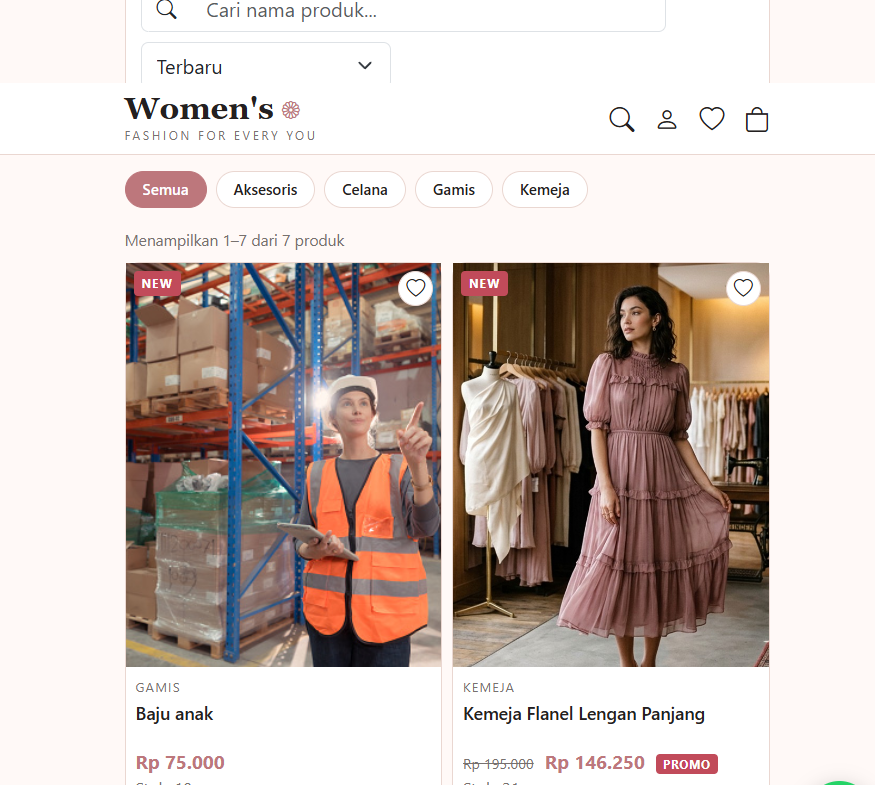 Cari nama produk...
Terbaru
Women's
FASHION FOR EVERY YOU
Semua Aksesoris Celana Gamis Kemeja
Menampilkan 1–7 dari 7 produk
NEW NEW
GAMIS KEMEJA
Baju anak Kemeja Flanel Lengan Panjang
Rp 75.000 Rp 195.000 Rp 146.250 PROMO